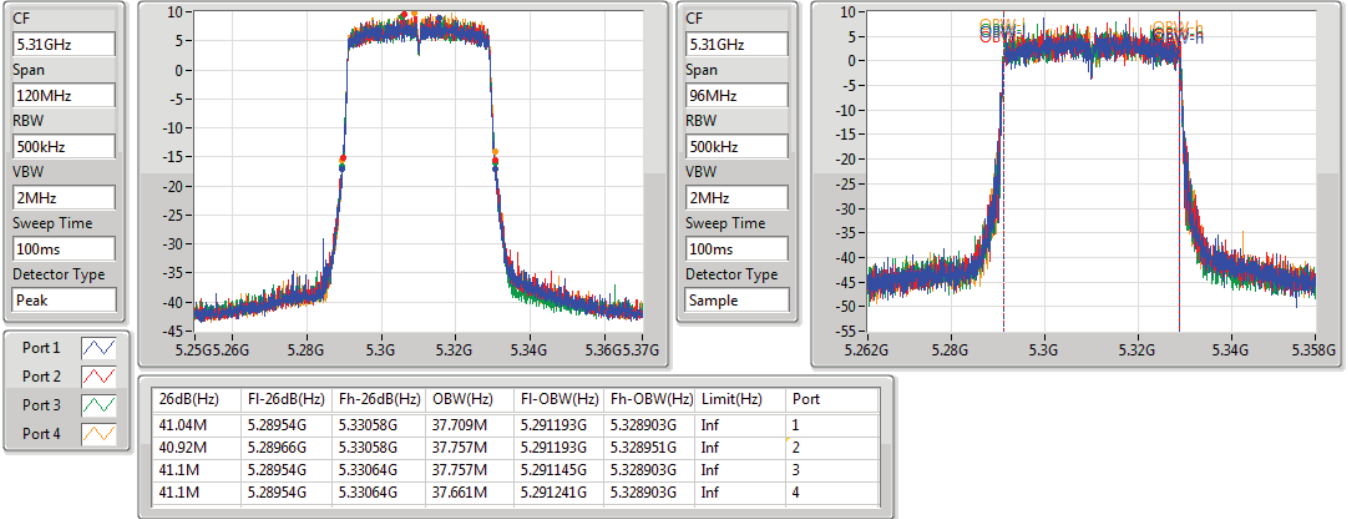 CF
5.31GHz
Span
120MHz
RBW
500kHz
VBW
2MHz
Sweep Time
100ms
Detector Type
Peak
10
5
0
-5
-10
-15
-20
-25
-30
-35
-40
-45
5.25G 5.26G 5.28G 5.3G 5.32G 5.34G 5.36G 5.37G
CF
5.31GHz
Span
96MHz
RBW
500kHz
VBW
2MHz
Sweep Time
100ms
Detector Type
Sample
10
5
0
-5
-10
-15
-20
-25
-30
-35
-40
-45
-50
-55
OBW-l OBW-h
5.262G 5.28G 5.3G 5.32G 5.34G 5.358G
Port 1
Port 2
Port 3
Port 4
26dB(Hz) Fl-26dB(Hz) Fh-26dB(Hz) OBW(Hz) Fl-OBW(Hz) Fh-OBW(Hz) Limit(Hz) Port
41.04M 5.28954G 5.33058G 37.709M 5.291193G 5.328903G Inf 1
40.92M 5.28966G 5.33058G 37.757M 5.291193G 5.328951G Inf 2
41.1M 5.28954G 5.33064G 37.757M 5.291145G 5.328903G Inf 3
41.1M 5.28954G 5.33064G 37.661M 5.291241G 5.328903G Inf 4